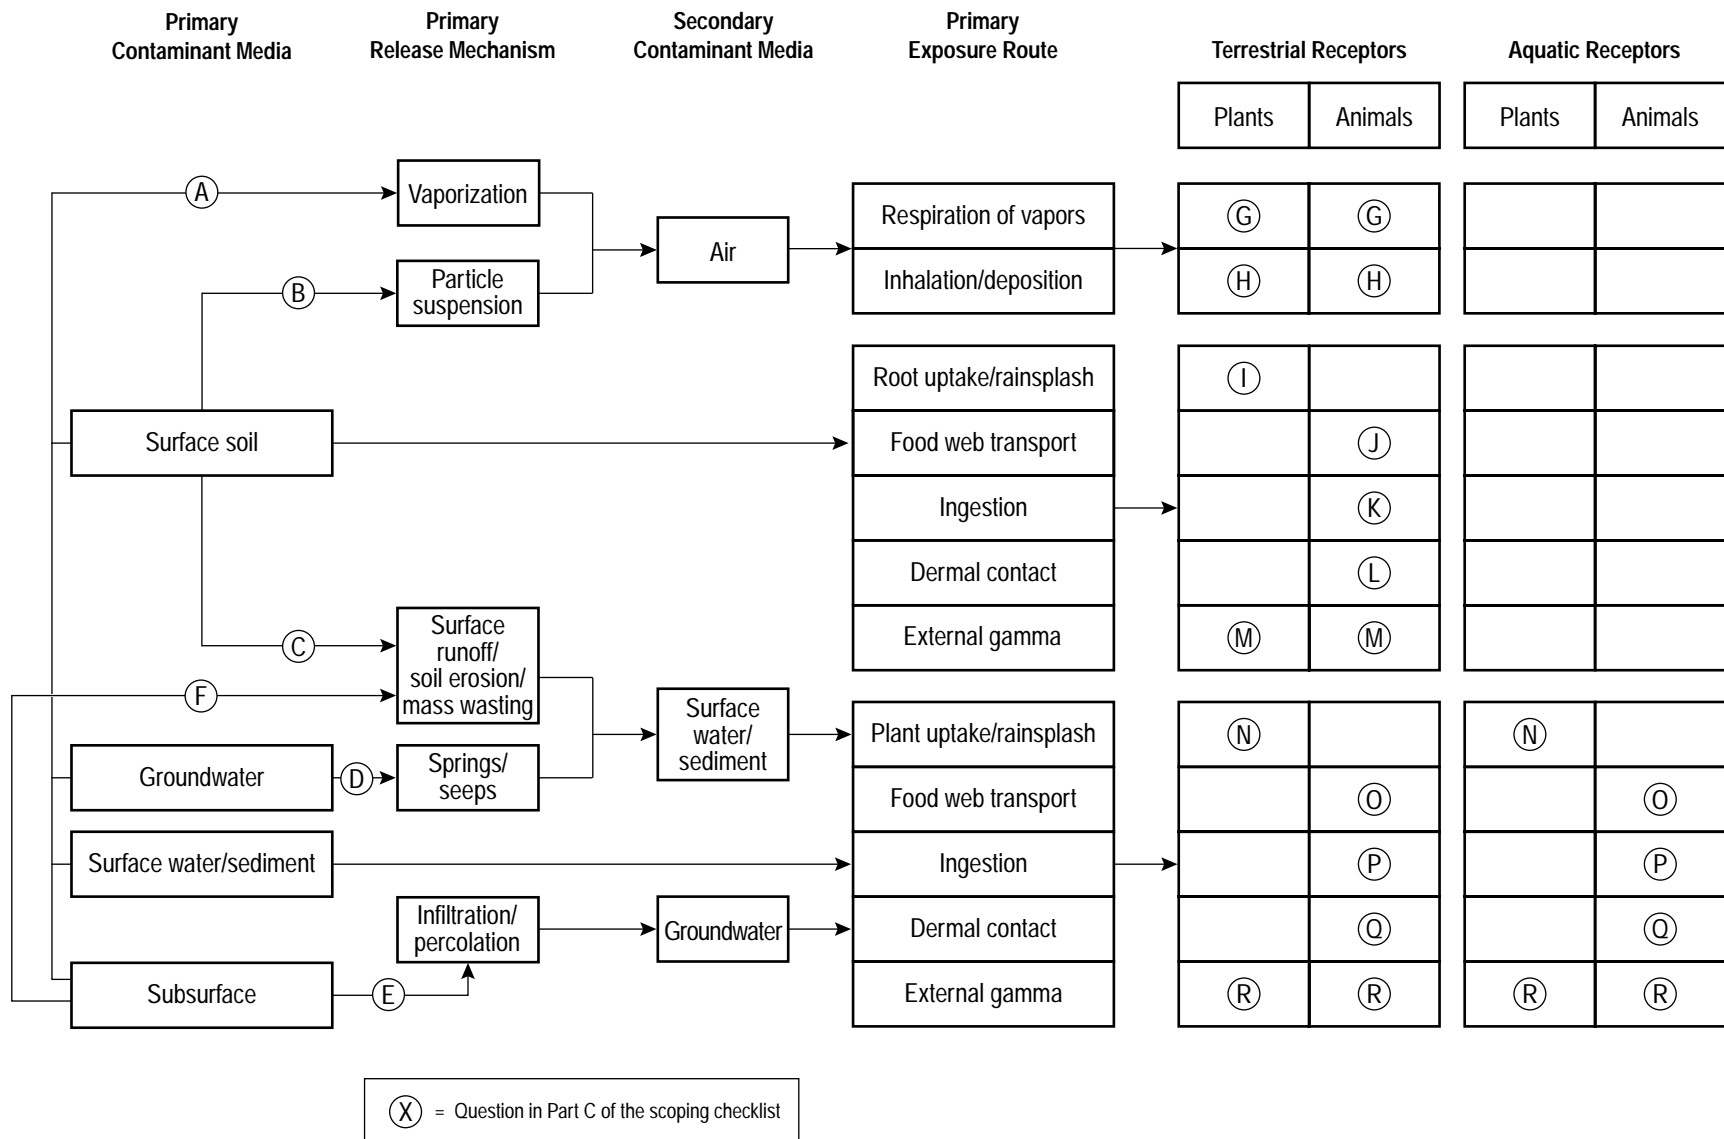 Primary
Contaminant Media
Primary
Release Mechanism
Secondary
Contaminant Media
Primary
Exposure Route
Terrestrial Receptors
Aquatic Receptors
Plants
Animals
Plants
Animals
A
Vaporization
B
Particle
suspension
Air
Respiration of vapors
G
G
Inhalation/deposition
H
H
Surface soil
Root uptake/rainsplash
I
Food web transport
J
Ingestion
K
Dermal contact
L
External gamma
M
M
C
F
Surface
runoff/
soil erosion/
mass wasting
Groundwater
D
Springs/
seeps
Surface
water/
sediment
Plant uptake/rainsplash
N
N
Food web transport
O
O
Surface water/sediment
Ingestion
P
P
Infiltration/
percolation
Groundwater
Dermal contact
Q
Q
Subsurface
E
External gamma
R
R
R
R
X = Question in Part C of the scoping checklist